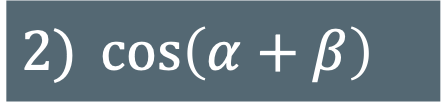 2) cos(α + β)